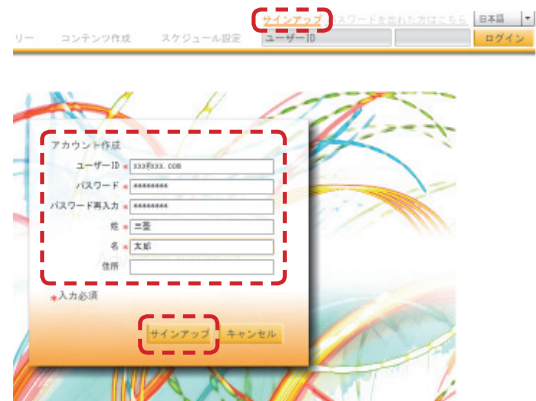 サインアップ パスワードを忘れた方はこちら 日本語
リー コンテンツ作成 スケジュール設定 ユーザーID ログイン
アカウント作成
ユーザーID * xxx@xxx.com
パスワード * ********
パスワード再入力 * ********
姓 * 三菱
名 * 太郎
住所
*入力必須
サインアップ キャンセル